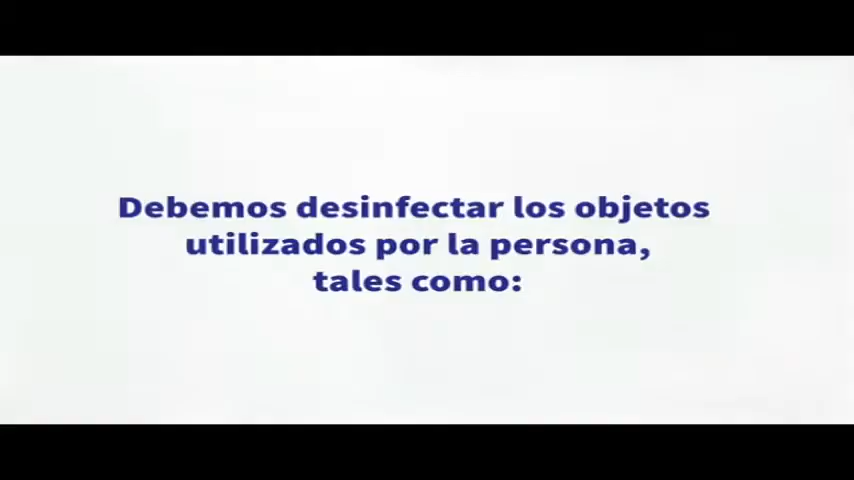 Debemos desinfectar los objetos
utilizados por la persona,
tales como: